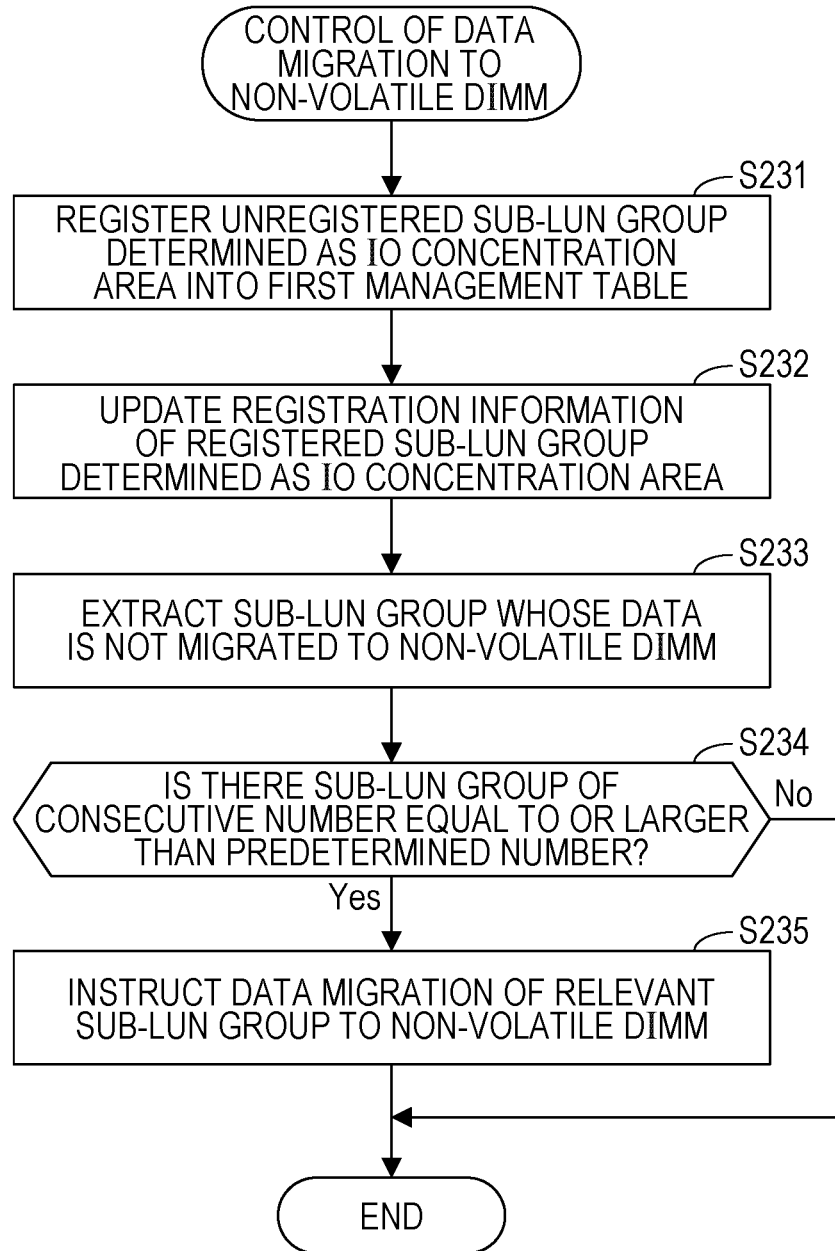 CONTROL OF DATA
MIGRATION TO
NON-VOLATILE DIMM
S231
REGISTER UNREGISTERED SUB-LUN GROUP
DETERMINED AS IO CONCENTRATION
AREA INTO FIRST MANAGEMENT TABLE
S232
UPDATE REGISTRATION INFORMATION
OF REGISTERED SUB-LUN GROUP
DETERMINED AS IO CONCENTRATION AREA
S233
EXTRACT SUB-LUN GROUP WHOSE DATA
IS NOT MIGRATED TO NON-VOLATILE DIMM
S234
IS THERE SUB-LUN GROUP OF
CONSECUTIVE NUMBER EQUAL TO OR LARGER
THAN PREDETERMINED NUMBER?
No
Yes
S235
INSTRUCT DATA MIGRATION OF RELEVANT
SUB-LUN GROUP TO NON-VOLATILE DIMM
END